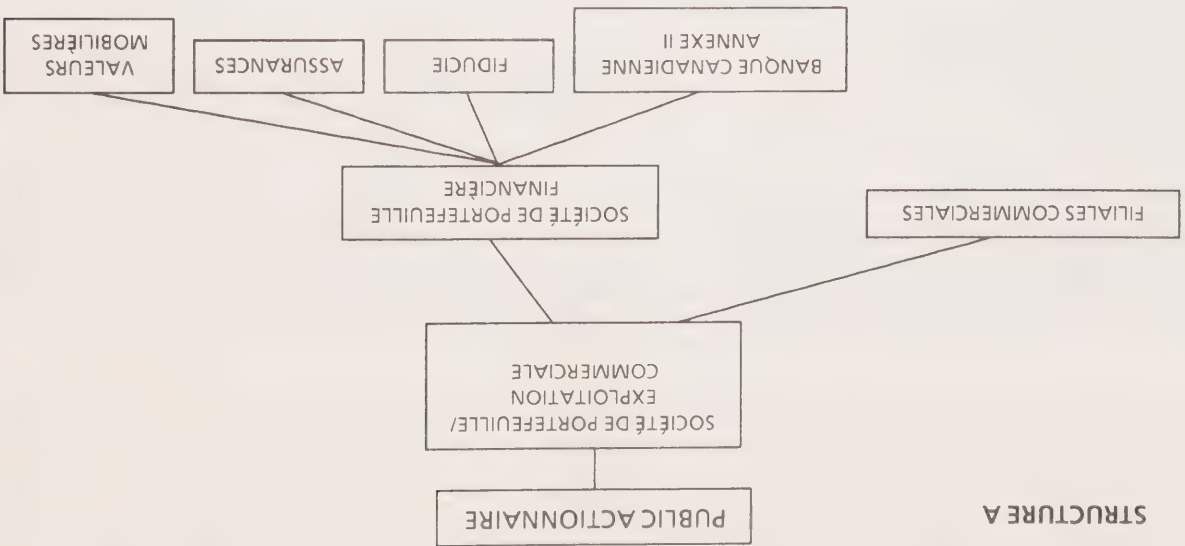 STRUCTURE A
PUBLIC ACTIONNAIRE
SOCIÉTÉ DE PORTEFEUILLE/
EXPLOITATION
COMMERCIALE
FILIALES COMMERCIALES
SOCIÉTÉ DE PORTEFEUILLE
FINANCIÈRE
BANQUE CANADIENNE
ANNEXE II
FIDUCIE
ASSURANCES
VALEURS
MOBILIÈRES